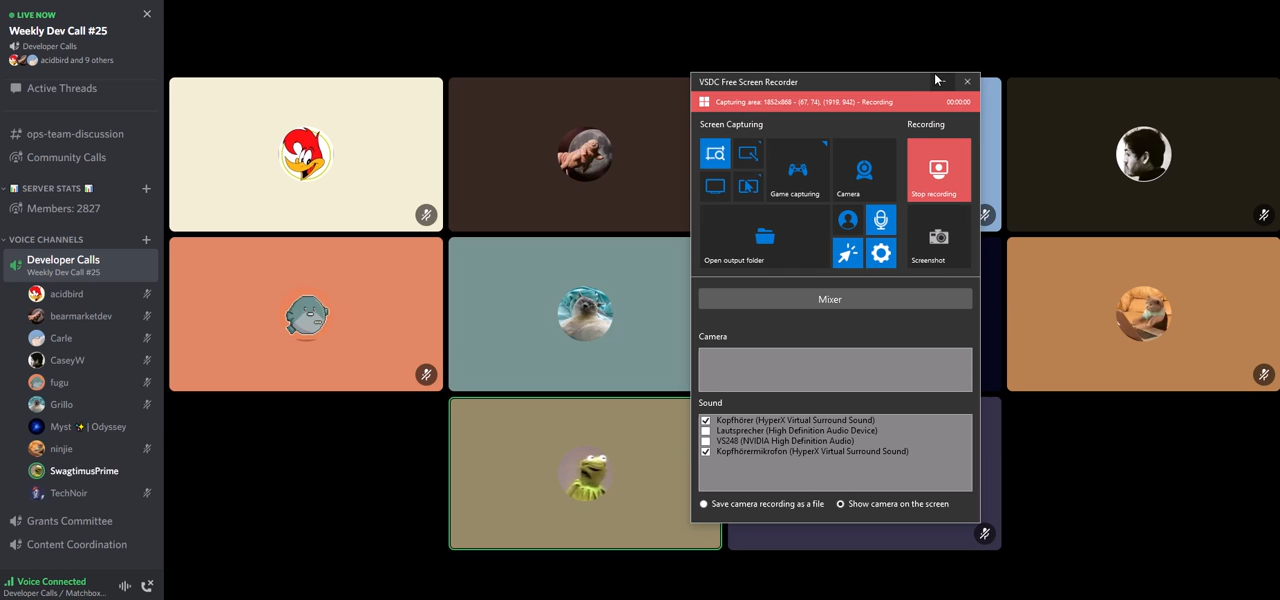 LIVE NOW
Weekly Dev Call #25
Developer Calls
acidbird and 9 others
Active Threads
ops-team-discussion
Community Calls
SERVER STATS
Members: 2827
VOICE CHANNELS
Developer Calls
Weekly Dev Call #25
acidbird
bearmarketdev
Carle
CaseyW
fugu
Grillo
Myst ✨ | Odyssey
ninjie
SwagtimusPrime
TechNoir
Grants Committee
Content Coordination
Voice Connected
Developer Calls / Matchbox...
VSDC Free Screen Recorder
Capturing area: 1852x868 - (67, 74), (1919, 942) - Recording
00:00:00
Screen Capturing
Recording
Game capturing
Camera
Stop recording
Open output folder
Screenshot
Mixer
Camera
Sound
Kopfhörer (HyperX Virtual Surround Sound)
Lautsprecher (High Definition Audio Device)
VS248 (NVIDIA High Definition Audio)
Kopfhörermikrofon (HyperX Virtual Surround Sound)
Save camera recording as a file
Show camera on the screen